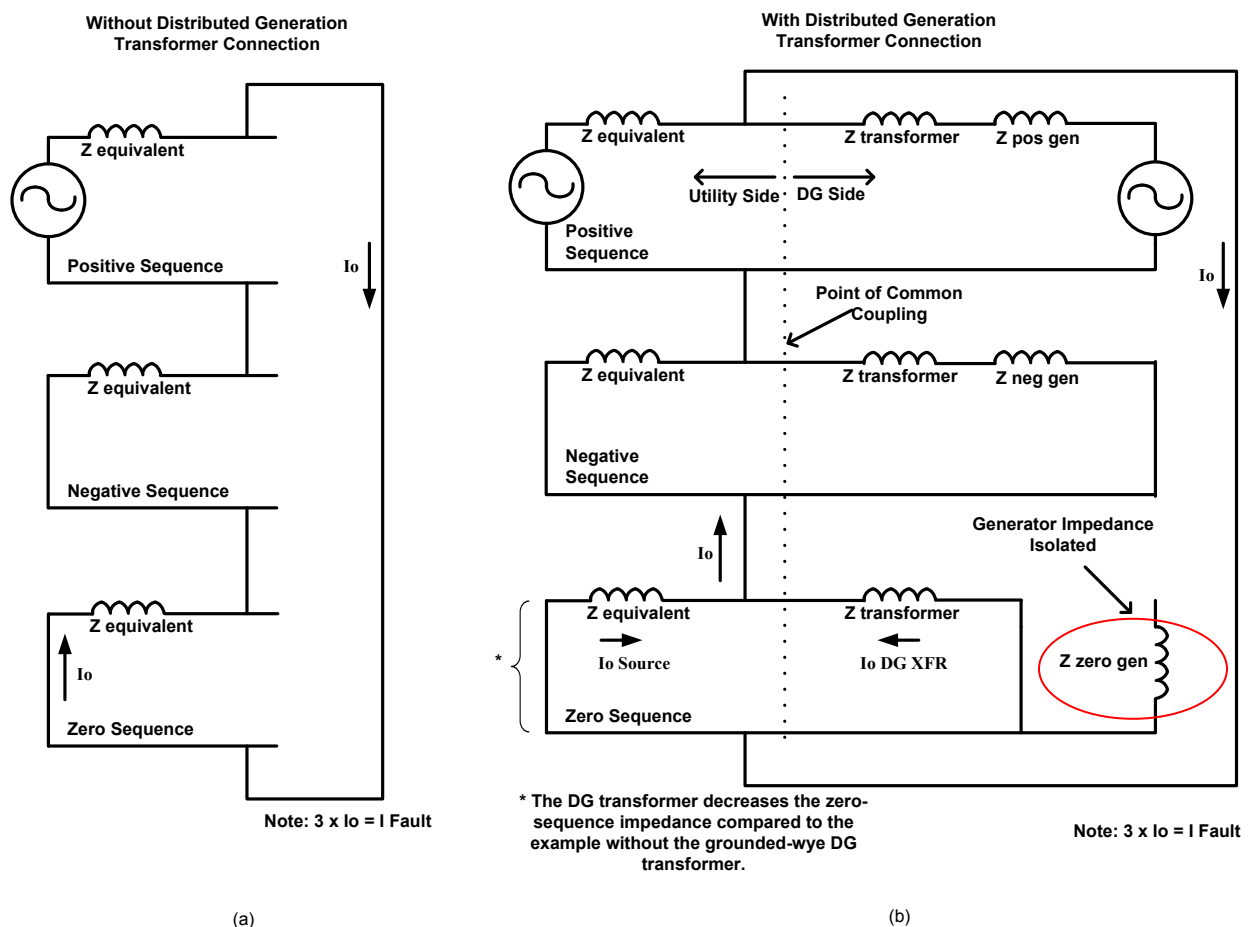 Without Distributed Generation
Transformer Connection
Z equivalent
Positive Sequence
Io
Z equivalent
Negative Sequence
Z equivalent
Io
Zero Sequence
Note: 3 x Io = I Fault
(a)
With Distributed Generation
Transformer Connection
Z equivalent
Z transformer
Z pos gen
Utility Side
DG Side
Positive
Sequence
Io
Point of Common
Coupling
Z equivalent
Z transformer
Z neg gen
Negative
Sequence
Generator Impedance
Isolated
Io
Z equivalent
Z transformer
*
Io Source
Io DG XFR
Z zero gen
Zero Sequence
* The DG transformer decreases the zero-
sequence impedance compared to the
example without the grounded-wye DG
transformer.
Note: 3 x Io = I Fault
(b)